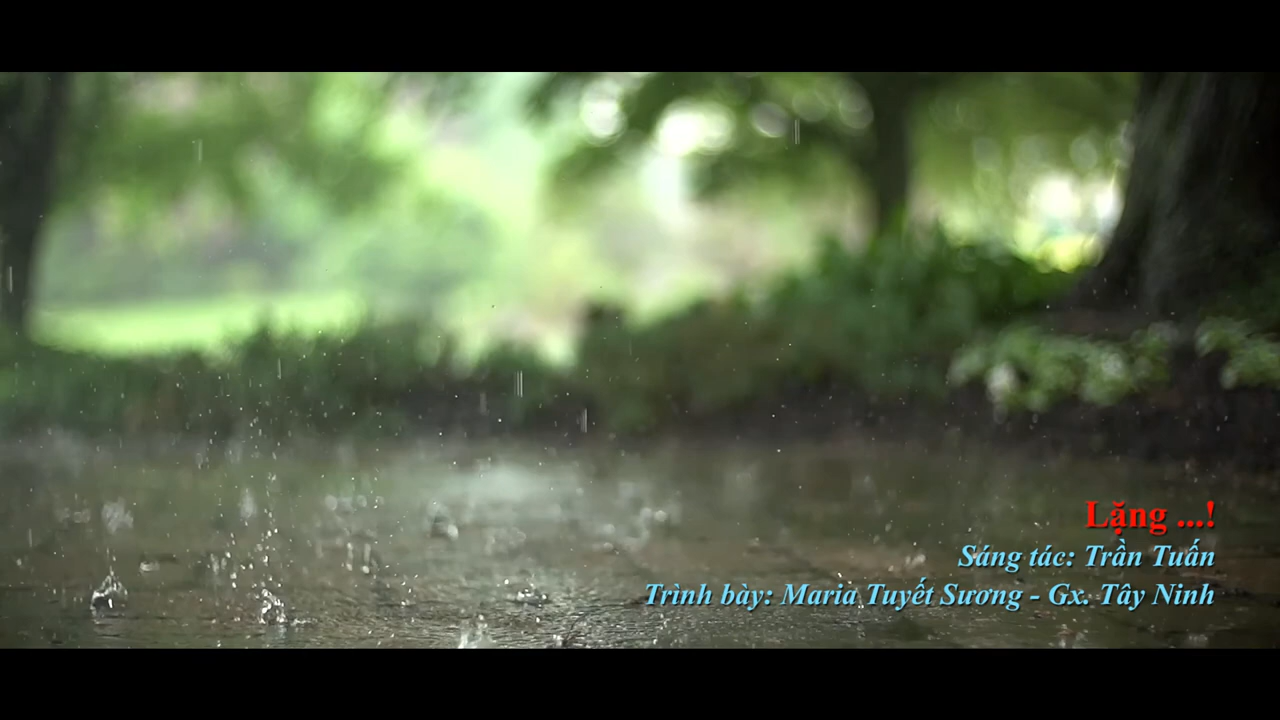 Lặng ...!
Sáng tác: Trần Tuấn
Trình bày: Maria Tuyết Sương - Gx. Tây Ninh